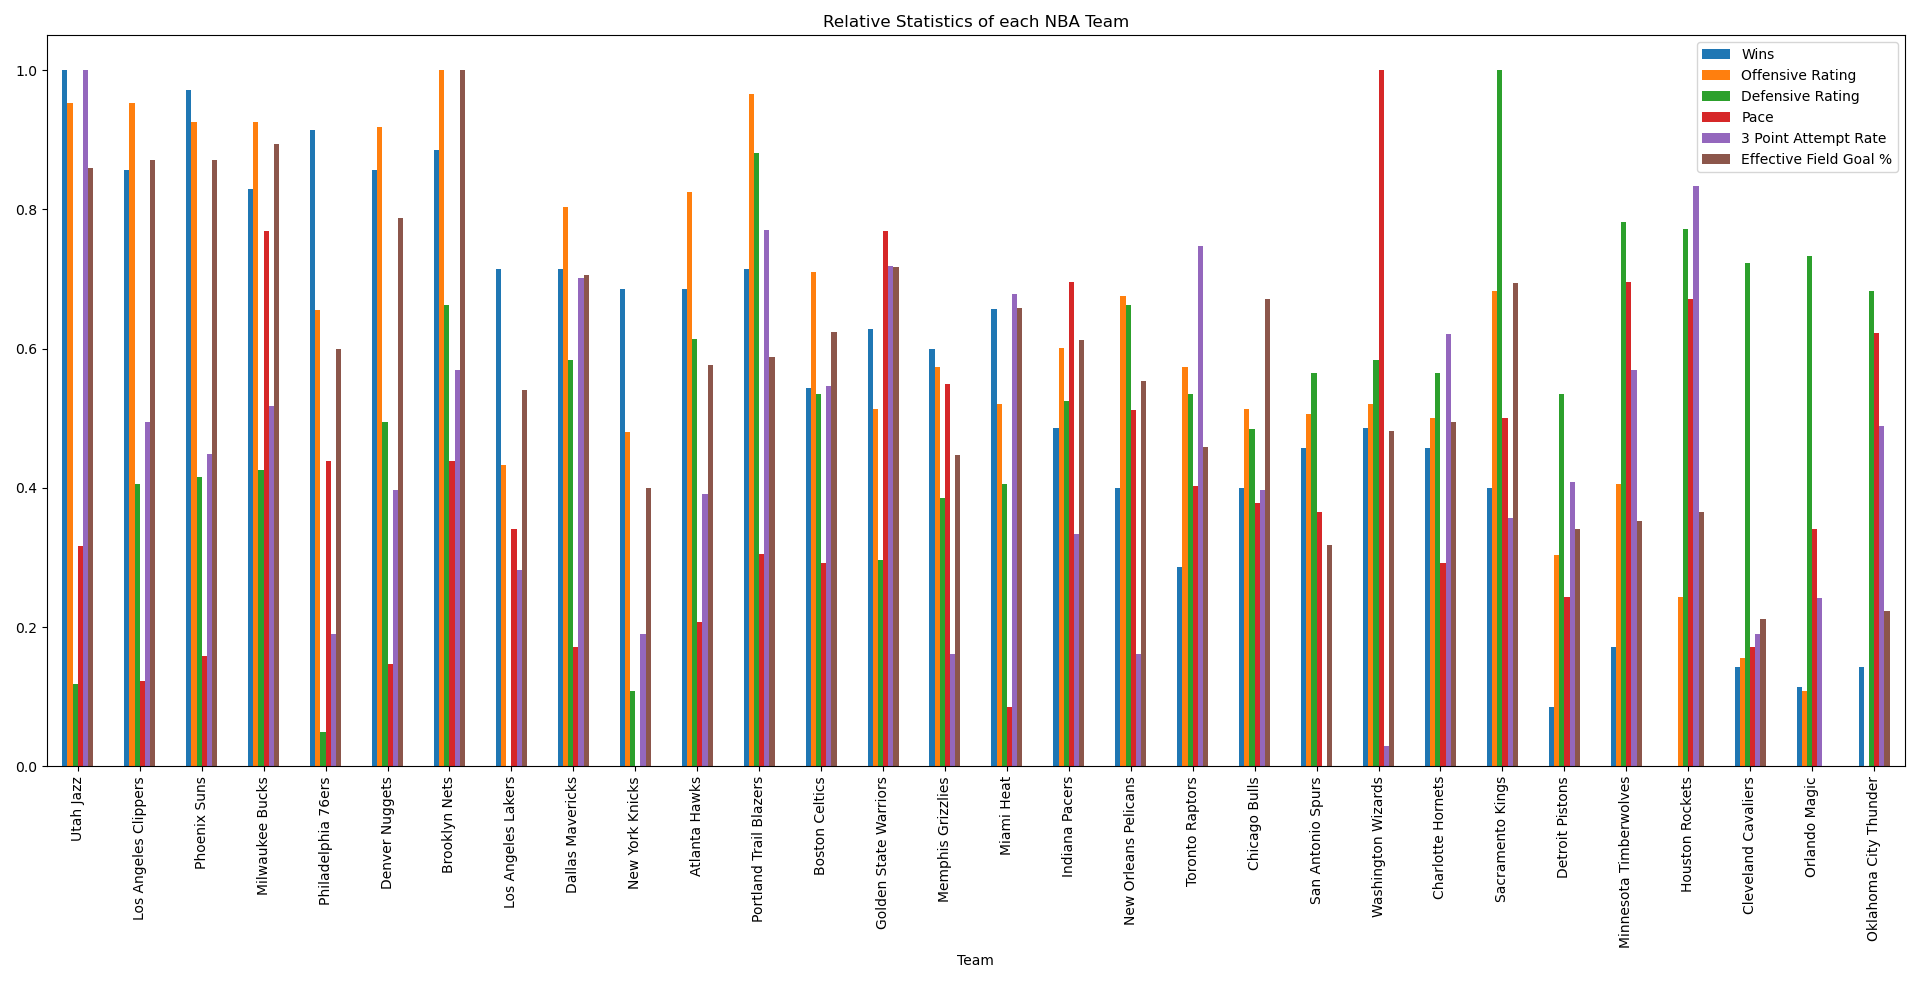 Relative Statistics of each NBA Team
Wins
Offensive Rating
Defensive Rating
Pace
3 Point Attempt Rate
Effective Field Goal %
1.0
0.8
0.6
0.4
0.2
0.0
Utah Jazz
Los Angeles Clippers
Phoenix Suns
Milwaukee Bucks
Philadelphia 76ers
Denver Nuggets
Brooklyn Nets
Los Angeles Lakers
Dallas Mavericks
New York Knicks
Atlanta Hawks
Portland Trail Blazers
Boston Celtics
Golden State Warriors
Memphis Grizzlies
Miami Heat
Indiana Pacers
New Orleans Pelicans
Toronto Raptors
Chicago Bulls
San Antonio Spurs
Washington Wizards
Charlotte Hornets
Sacramento Kings
Detroit Pistons
Minnesota Timberwolves
Houston Rockets
Cleveland Cavaliers
Orlando Magic
Oklahoma City Thunder
Team